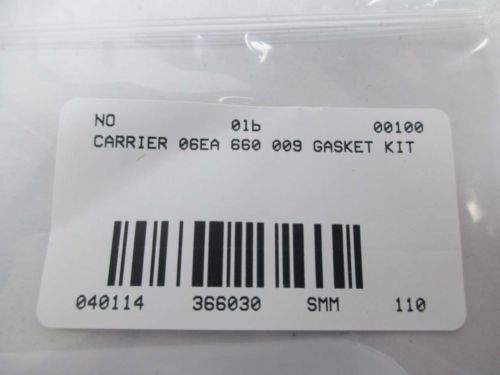 NO 01b 00100
CARRIER 06EA 660 009 GASKET KIT
040114 366030 SMM 110